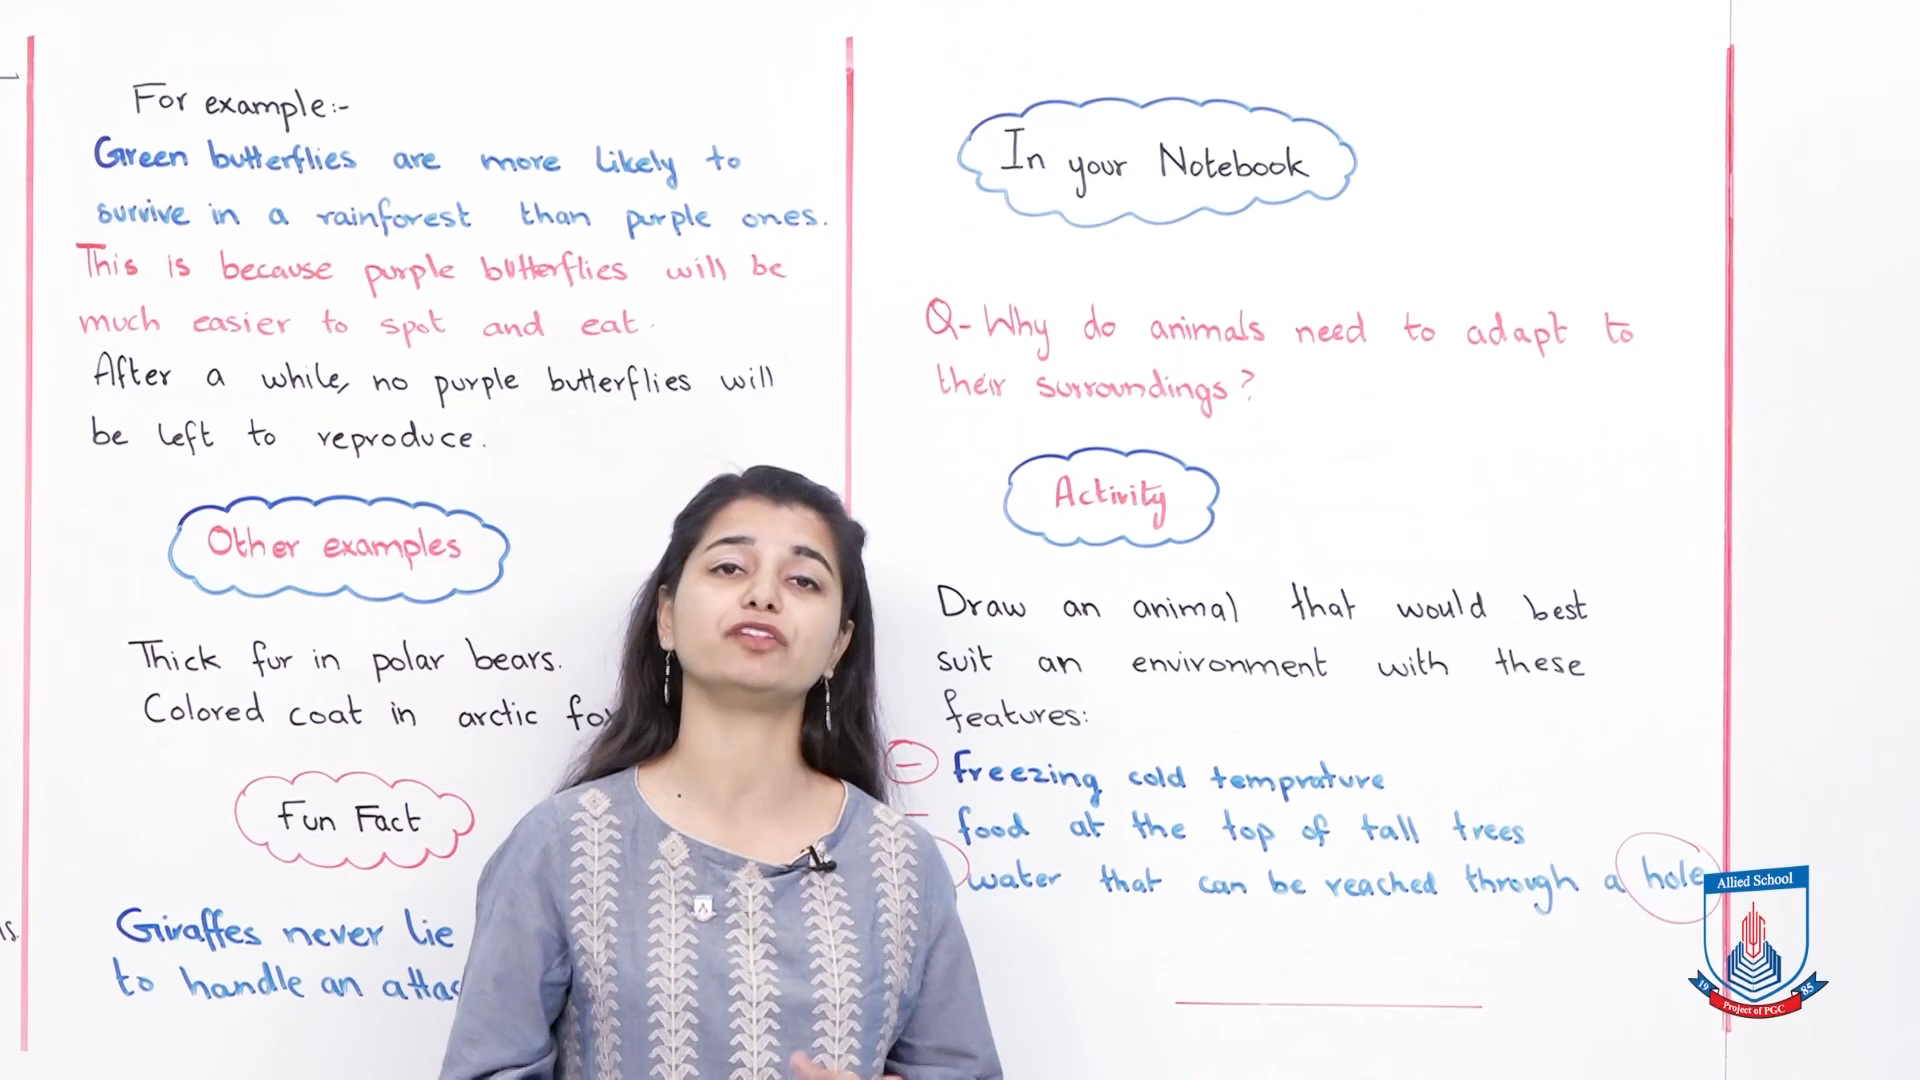 For example:-
Green butterflies are more likely to
survive in a rainforest than purple ones.
This is because purple butterflies will be
much easier to spot and eat.
After a while, no purple butterflies will
be left to reproduce.
Other examples
Thick fur in polar bears.
Colored coat in arctic
Fun Fact
Giraffes never lie
to handle an
In your Notebook
Q- Why do animals need to adapt to
their surroundings?
Activity
Draw an animal that would best
suit an environment with these
features:
- freezing cold temprature
- food at the top of tall trees
water that can be reached through a hole
Allied School
19 85
Project of PGC